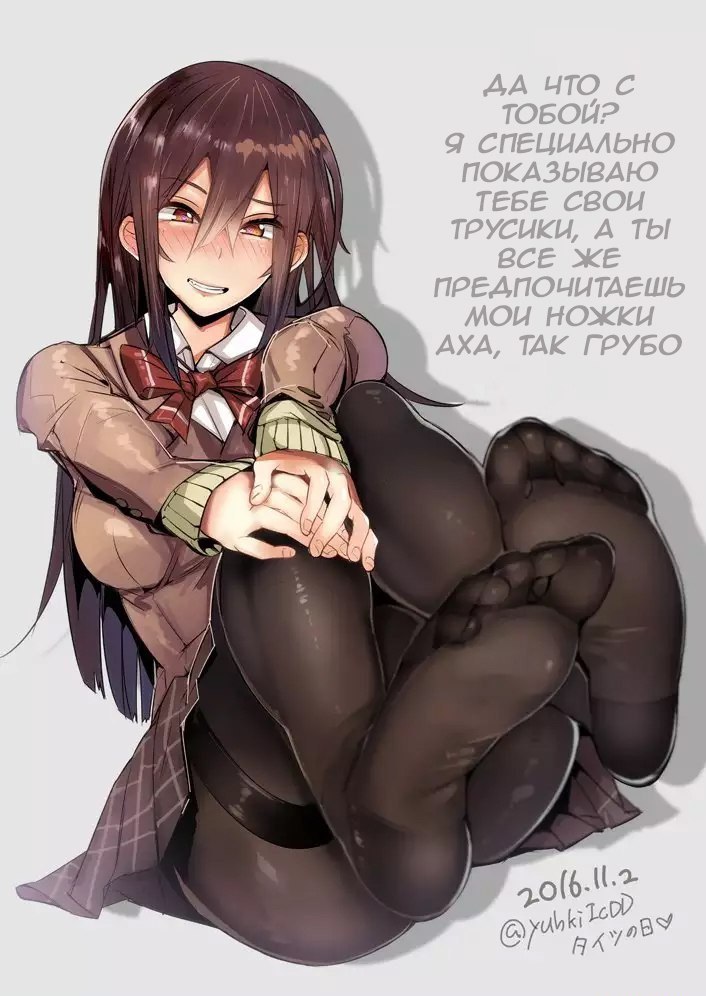 ДА ЧТО С
ТОБОЙ?
Я СПЕЦИАЛЬНО
ПОКАЗЫВАЮ
ТЕБЕ СВОИ
ТРУСИКИ, А ТЫ
ВСЕ ЖЕ
ПРЕДПОЧИТАЕШЬ
МОИ НОЖКИ
АХА, ТАК ГРУБО
2016.11.2
@yuhkiIcDD
タイツの日♡